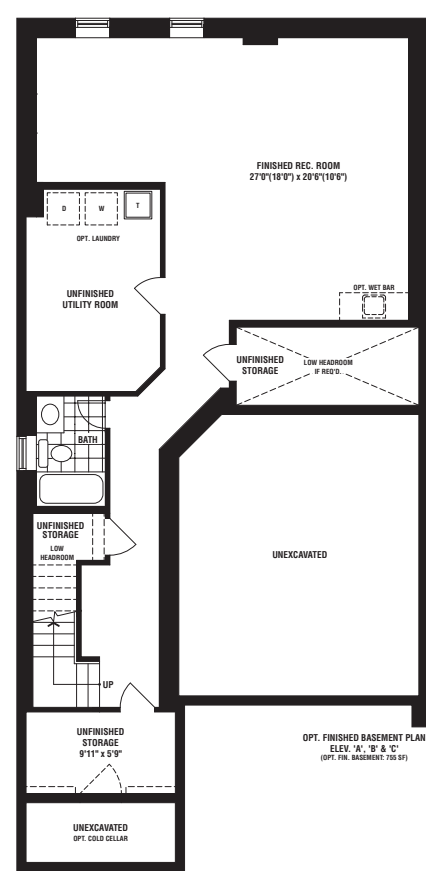 FINISHED REC. ROOM
27'0"(18'0") x 20'6"(10'6")
D
W
T
OPT. LAUNDRY
UNFINISHED
UTILITY ROOM
OPT. WET BAR
UNFINISHED
STORAGE
LOW HEADROOM
IF REQ'D.
BATH
UNFINISHED
STORAGE
LOW
HEADROOM
UNEXCAVATED
UP
UNFINISHED
STORAGE
9'11" x 5'9"
OPT. FINISHED BASEMENT PLAN
ELEV. 'A', 'B' & 'C'
(OPT. FIN. BASEMENT: 755 SF)
UNEXCAVATED
OPT. COLD CELLAR